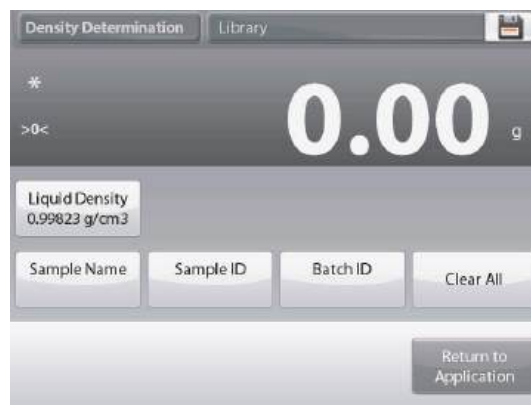 Density Determination Library
*
>0<
0.00 g
Liquid Density
0.99823 g/cm3
Sample Name Sample ID Batch ID Clear All
Return to
Application